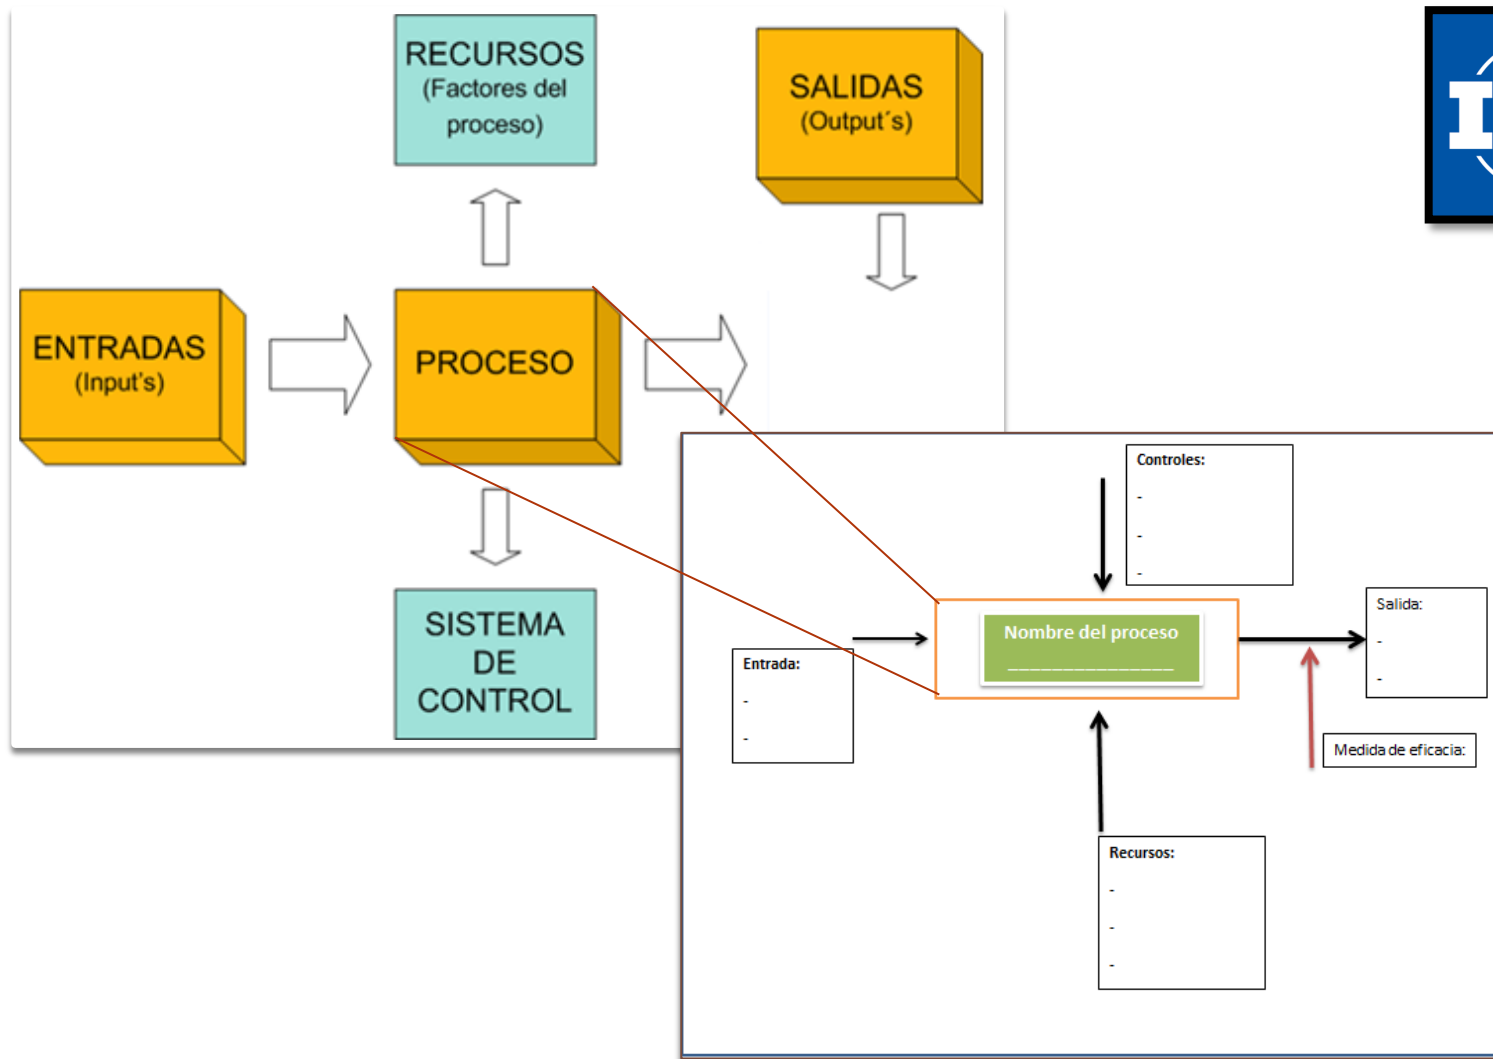 RECURSOS
(Factores del
proceso)
SALIDAS
(Output´s)
ENTRADAS
(Input's)
PROCESO
SISTEMA
DE
CONTROL
Controles:
-
-
-
Nombre del proceso
_______________
Entrada:
-
-
Salida:
-
-
Medida de eficacia:
Recursos:
-
-
-